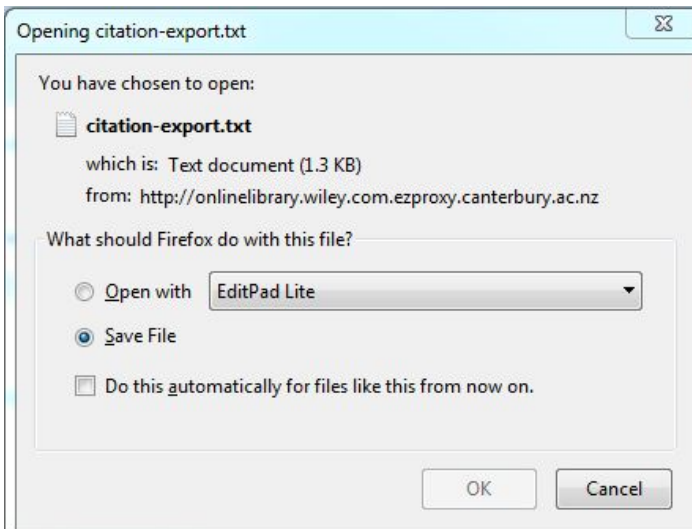 Opening citation-export.txt
You have chosen to open:
citation-export.txt
which is: Text document (1.3 KB)
from: http://onlinelibrary.wiley.com.ezproxy.canterbury.ac.nz
What should Firefox do with this file?
Open with EditPad Lite
Save File
Do this automatically for files like this from now on.
OK Cancel